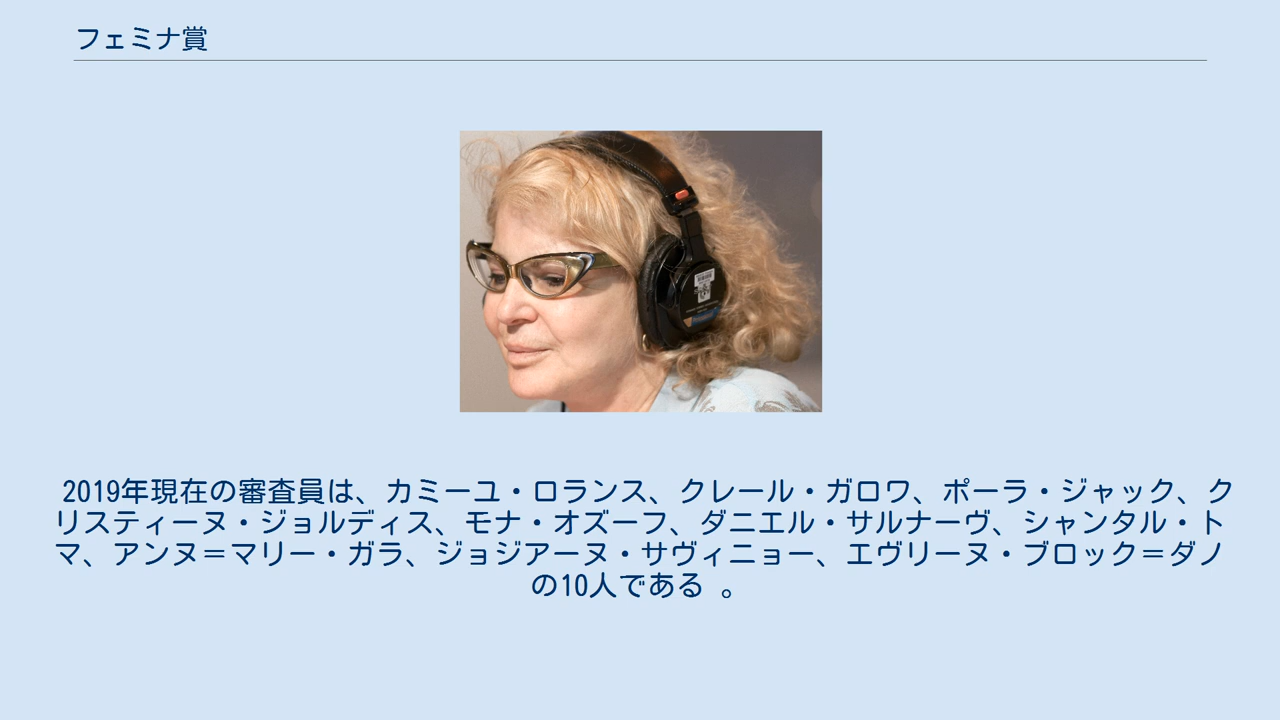 フェミナ賞
2019年現在の審査員は、カミーユ・ロランス、クレール・ガロワ、ポーラ・ジャック、ク
リスティーヌ・ジョルディス、モナ・オズーフ、ダニエル・サルナーヴ、シャンタル・ト
マ、アンヌ＝マリー・ガラ、ジョジアーヌ・サヴィニョー、エヴリーヌ・ブロック＝ダノ
の10人である 。